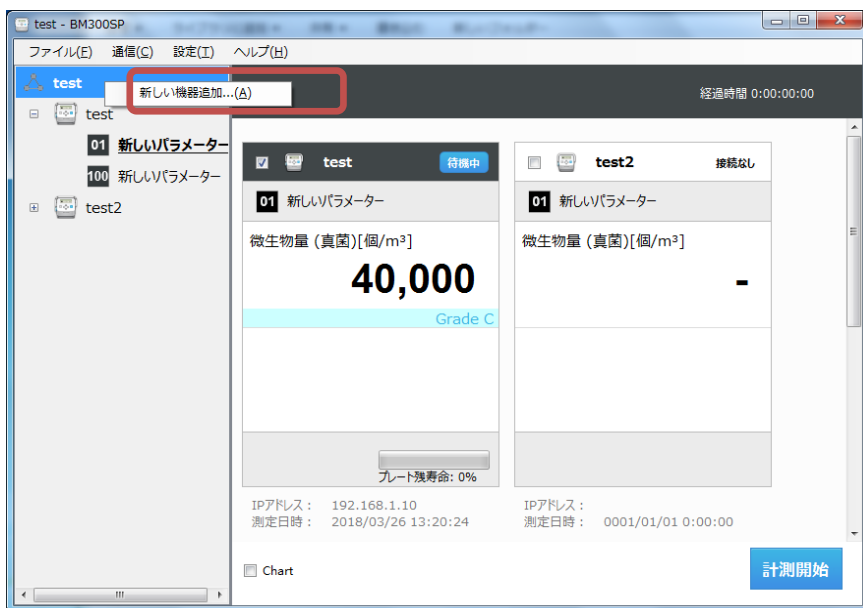 test - BM300SP
ファイル(F) 通信(C) 設定(T) ヘルプ(H)
test
新しい機器追加...(A)
経過時間 0:00:00:00
test
01 新しいパラメーター
100 新しいパラメーター
test2
test 待機中
01 新しいパラメーター
微生物量 (真菌)[個/m³]
40,000
Grade C
プレート残寿命: 0%
IPアドレス : 192.168.1.10
測定日時 : 2018/03/26 13:20:24
test2 接続なし
01 新しいパラメーター
微生物量 (真菌)[個/m³]
-
IPアドレス :
測定日時 : 0001/01/01 0:00:00
Chart
計測開始